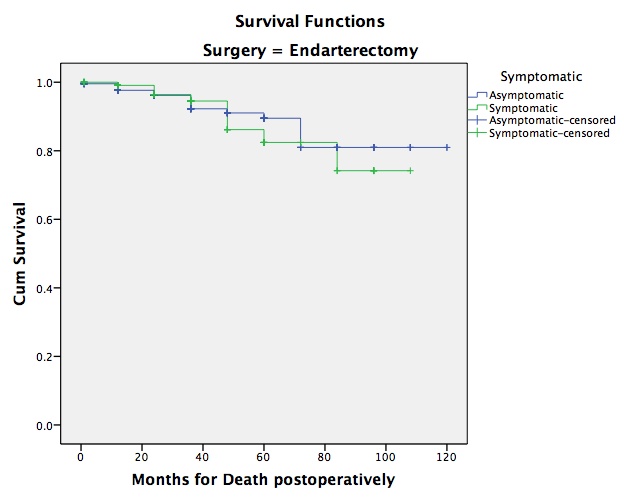 Survival Functions
Surgery = Endarterectomy
Symptomatic
Asymptomatic
Symptomatic
Asymptomatic-censored
Symptomatic-censored
Cum Survival
1.0
0.8
0.6
0.4
0.2
0.0
0 20 40 60 80 100 120
Months for Death postoperatively